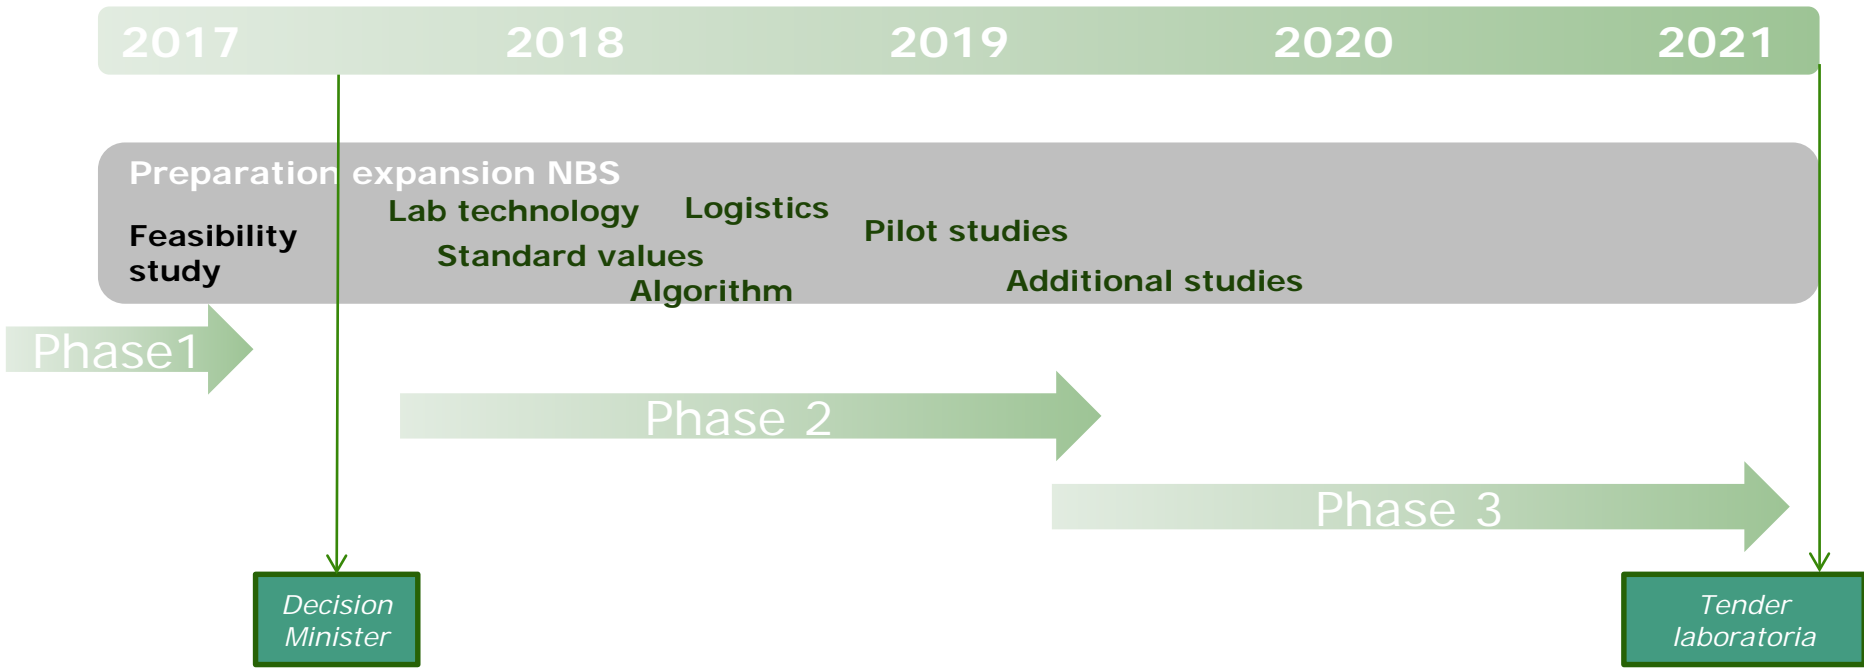 2017 2018 2019 2020 2021
Preparation expansion NBS
Lab technology
Logistics
Feasibility
study
Pilot studies
Standard values
Algorithm
Additional studies
Phase1
Phase 2
Phase 3
Decision
Minister
Tender
laboratoria